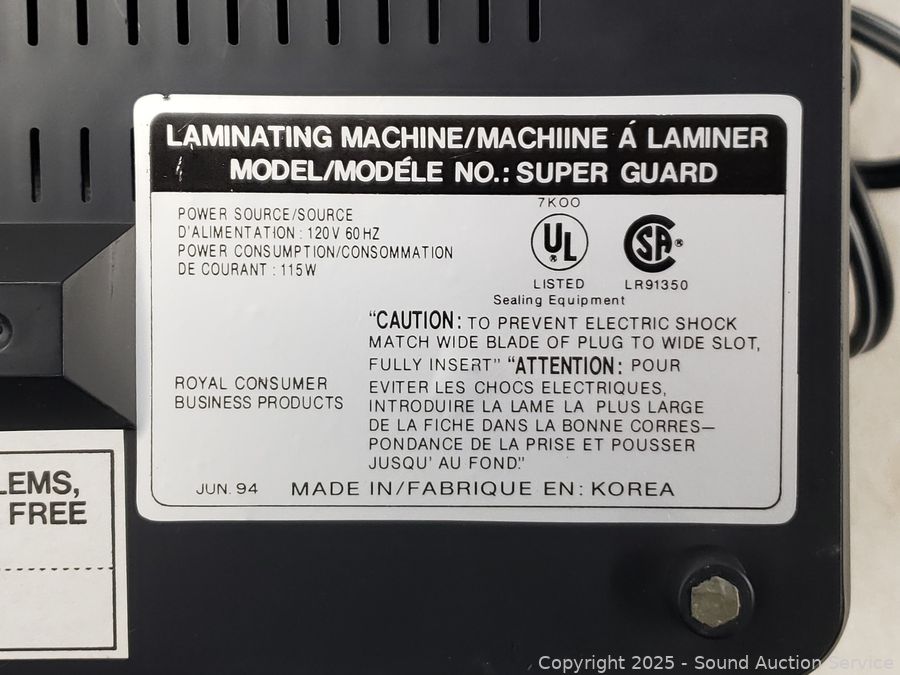 LAMINATING MACHINE/MACHIINE Á LAMINER
MODEL/MODÉLE NO.: SUPER GUARD
POWER SOURCE/SOURCE
D'ALIMENTATION : 120V 60HZ
POWER CONSUMPTION/CONSOMMATION
DE COURANT : 115W
7KOO
UL
SA
LISTED
LR91350
Sealing Equipment
"CAUTION: TO PREVENT ELECTRIC SHOCK
MATCH WIDE BLADE OF PLUG TO WIDE SLOT,
FULLY INSERT" "ATTENTION: POUR
EVITER LES CHOCS ELECTRIQUES,
INTRODUIRE LA LAME LA PLUS LARGE
DE LA FICHE DANS LA BONNE CORRES—
PONDANCE DE LA PRISE ET POUSSER
JUSQU' AU FOND."
ROYAL CONSUMER
BUSINESS PRODUCTS
JUN. 94 MADE IN/FABRIQUE EN: KOREA
LEMS,
FREE
Copyright 2025 - Sound Auction Service